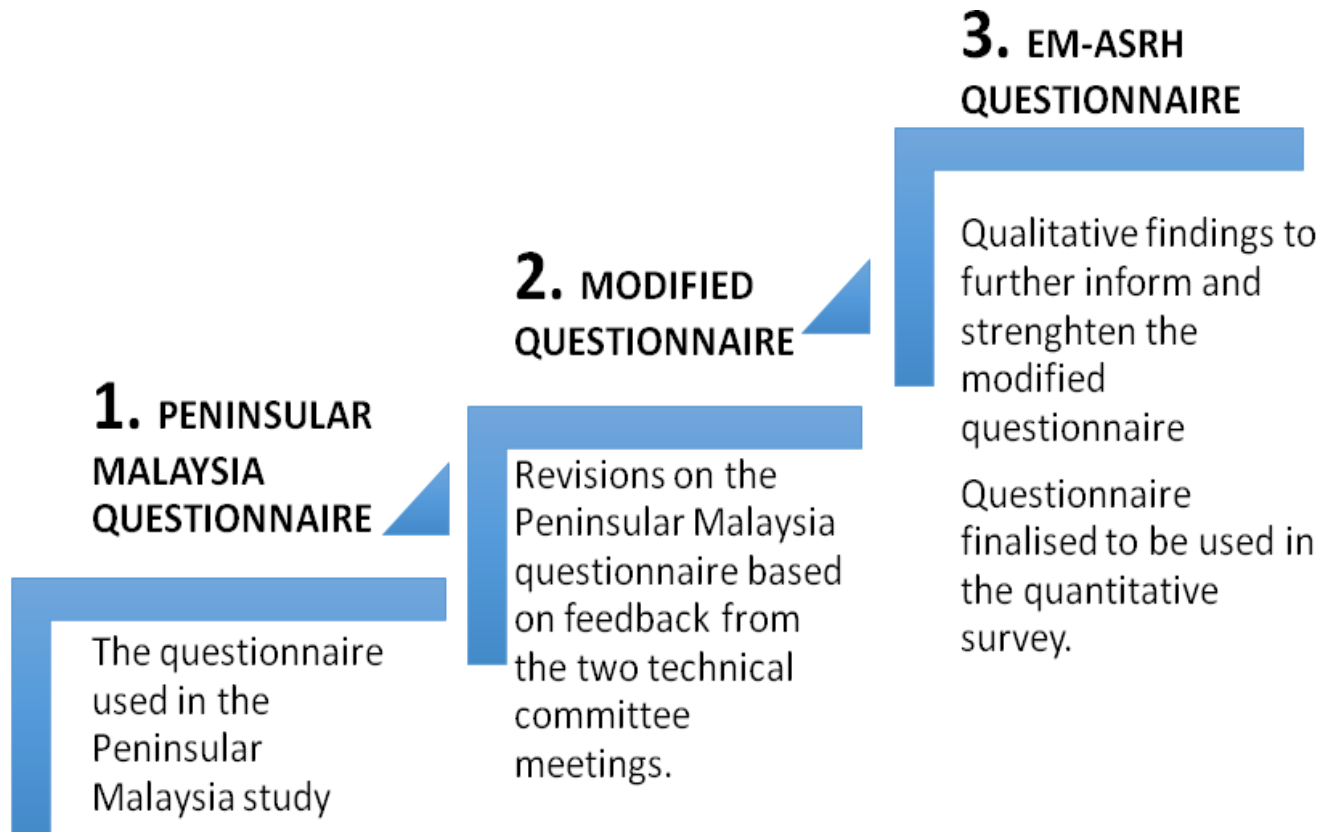 1. PENINSULAR
MALAYSIA
QUESTIONNAIRE
The questionnaire
used in the
Peninsular
Malaysia study
2. MODIFIED
QUESTIONNAIRE
Revisions on the
Peninsular Malaysia
questionnaire based
on feedback from
the two technical
committee
meetings.
3. EM-ASRH
QUESTIONNAIRE
Qualitative findings to
further inform and
strenghten the
modified
questionnaire
Questionnaire
finalised to be used in
the quantitative
survey.